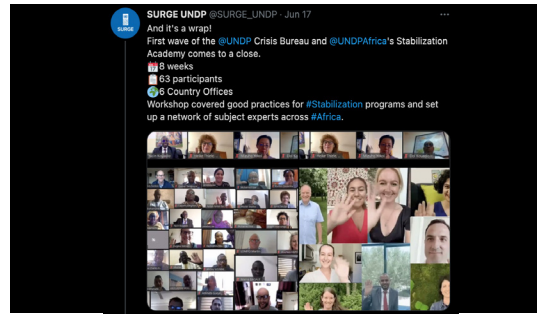 SURGE UNDP @SURGE_UNDP · Jun 17
SURGE
And it's a wrap!
First wave of the @UNDP Crisis Bureau and @UNDPAfrica's Stabilization
Academy comes to a close.
8 weeks
63 participants
6 Country Offices
Workshop covered good practices for #Stabilization programs and set
up a network of subject experts across #Africa.